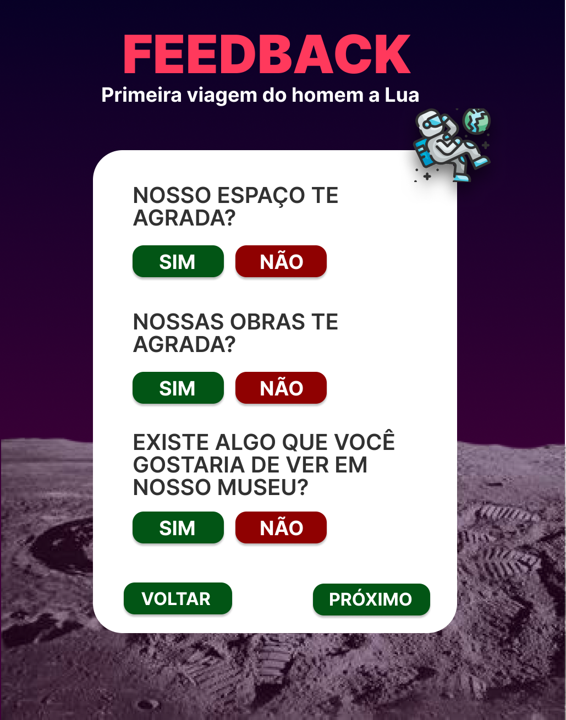 FEEDBACK
Primeira viagem do homem a Lua
NOSSO ESPAÇO TE
AGRADA?
SIM NÃO
NOSSAS OBRAS TE
AGRADA?
SIM NÃO
EXISTE ALGO QUE VOCÊ
GOSTARIA DE VER EM
NOSSO MUSEU?
SIM NÃO
VOLTAR PRÓXIMO